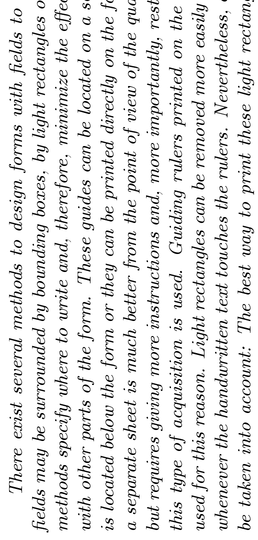 There exist several methods to design forms with fields to
fields may be surrounded by bounding boxes, by light rectangles o
methods specify where to write and, therefore, minimize the effec
with other parts of the form. These guides can be located on a s
is located below the form or they can be printed directly on the fo
a separate sheet is much better from the point of view of the qua
but requires giving more instructions and, more importantly, rest
this type of acquisition is used. Guiding rulers printed on the
used for this reason. Light rectangles can be removed more easily
whenever the handwritten text touches the rulers. Nevertheless,
be taken into account: The best way to print these light rectang